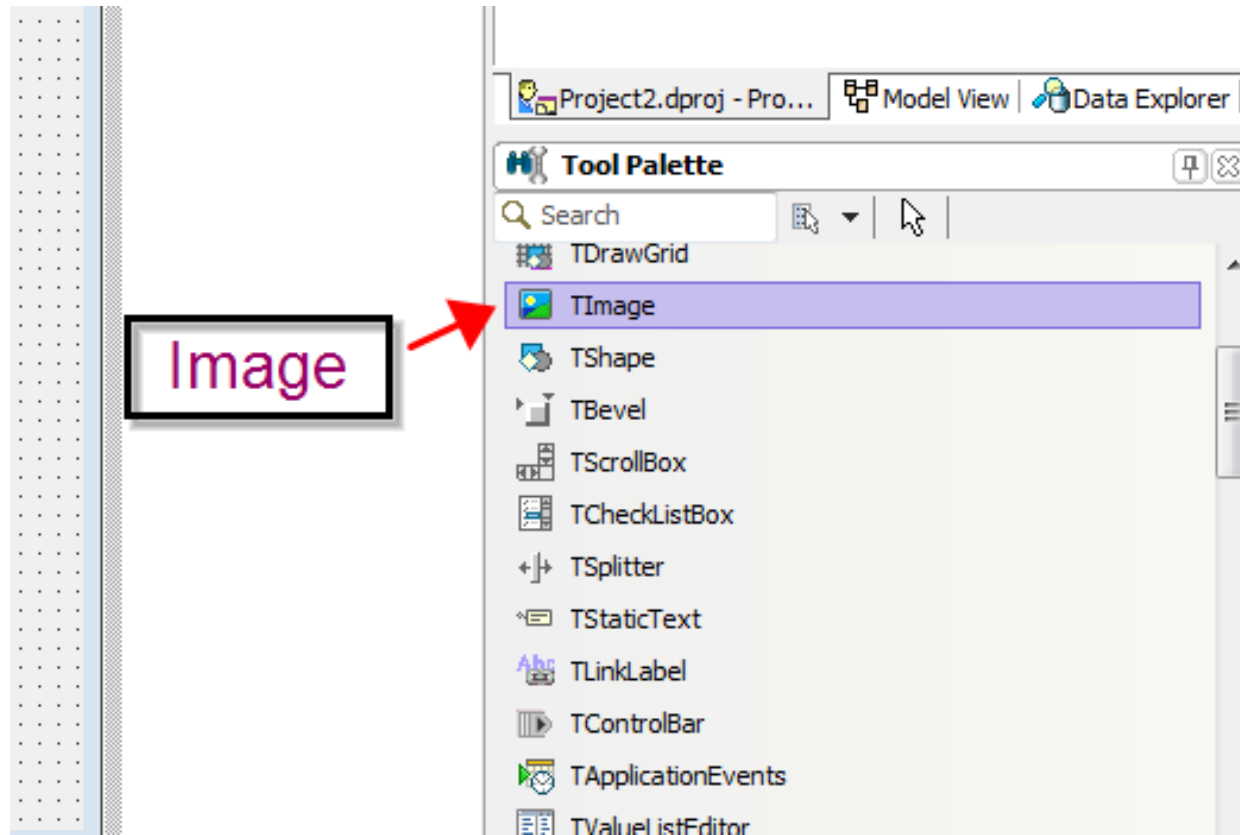 Project2.dproj - Pro... Model View Data Explorer
Tool Palette
Search
TDrawGrid
TImage
Image
TShape
TBevel
TScrollBox
TCheckListBox
TSplitter
TStaticText
Abc TLinkLabel
TControlBar
TApplicationEvents
TValueListEditor